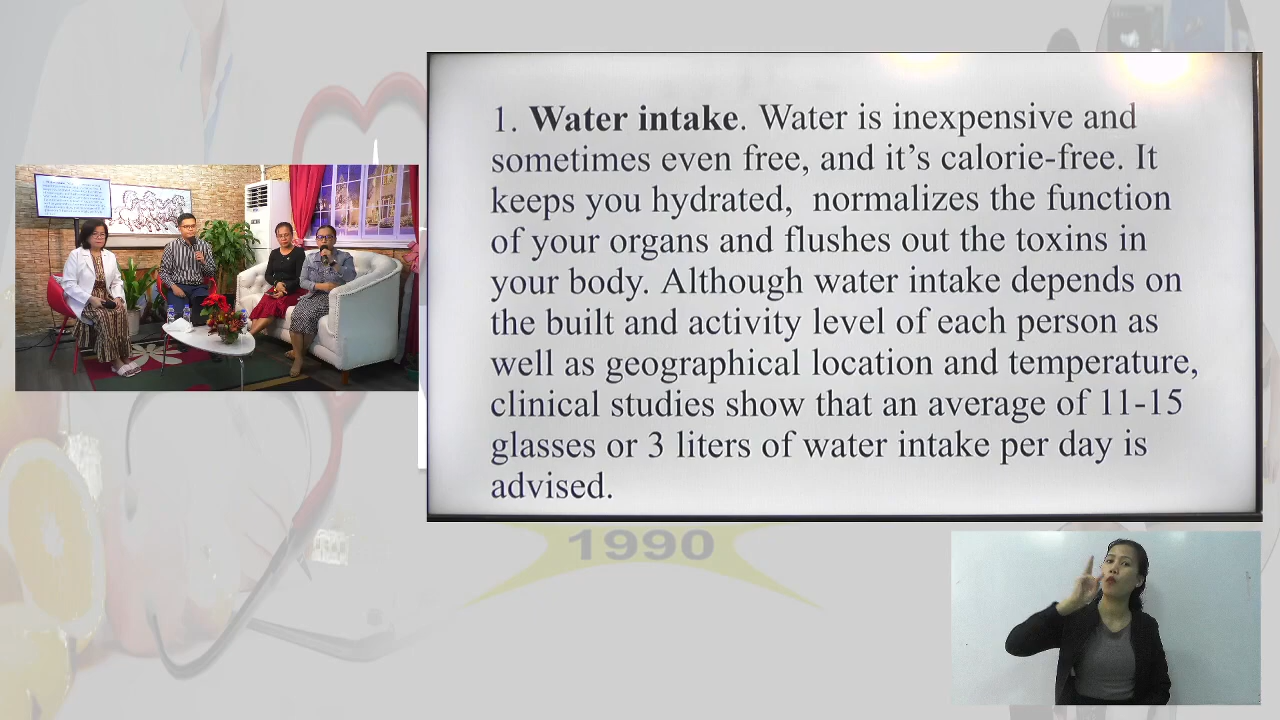 1. Water intake. Water is inexpensive and
sometimes even free, and it’s calorie-free. It
keeps you hydrated,  normalizes the function
of your organs and flushes out the toxins in
your body. Although water intake depends on
the built and activity level of each person as
well as geographical location and temperature,
clinical studies show that an average of 11-15
glasses or 3 liters of water intake per day is
advised.
1990